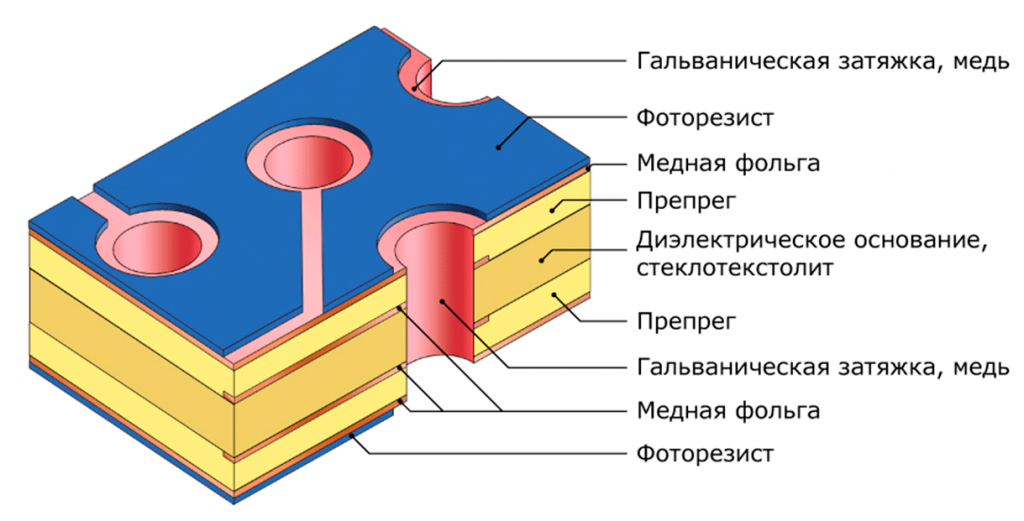 Гальваническая затяжка, медь
Фоторезист
Медная фольга
Препрег
Диэлектрическое основание,
стеклотекстолит
Препрег
Гальваническая затяжка, медь
Медная фольга
Фоторезист